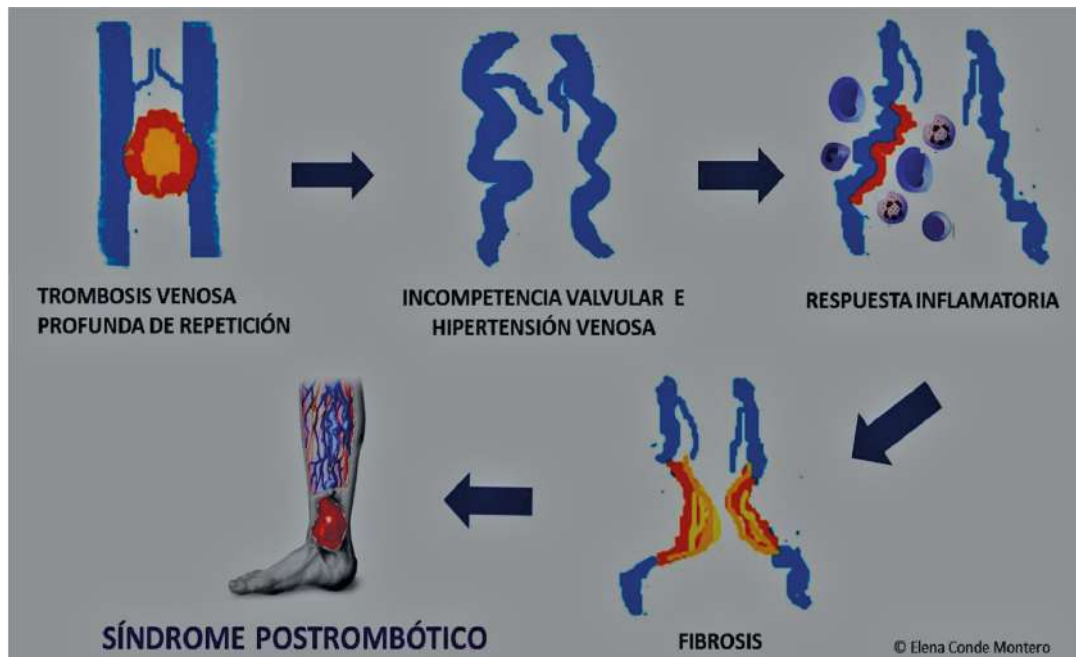 TROMBOSIS VENOSA
PROFUNDA DE REPETICIÓN
INCOMPETENCIA VALVULAR E
HIPERTENSIÓN VENOSA
RESPUESTA INFLAMATORIA
FIBROSIS
SÍNDROME POSTROMBÓTICO
© Elena Conde Montero